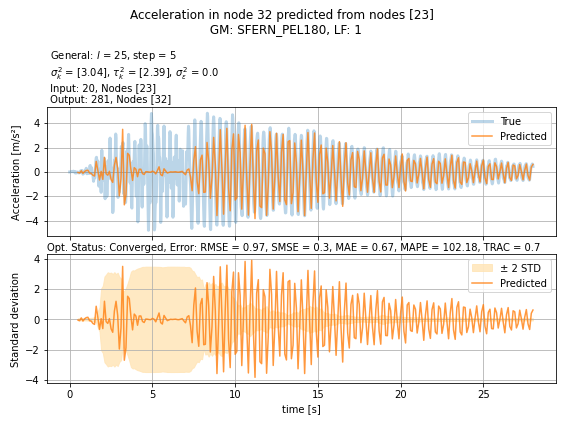 Acceleration in node 32 predicted from nodes [23]
GM: SFERN_PEL180, LF: 1
General: l = 25, step = 5
σ²ₖ = [3.04], τ²ₖ = [2.39], σ²ε = 0.0
Input: 20, Nodes [23]
Output: 281, Nodes [32]
Acceleration [m/s²]
4
2
0
−2
−4
True
Predicted
Opt. Status: Converged, Error: RMSE = 0.97, SMSE = 0.3, MAE = 0.67, MAPE = 102.18, TRAC = 0.7
Standard deviation
4
2
0
−2
−4
± 2 STD
Predicted
0 5 10 15 20 25
time [s]